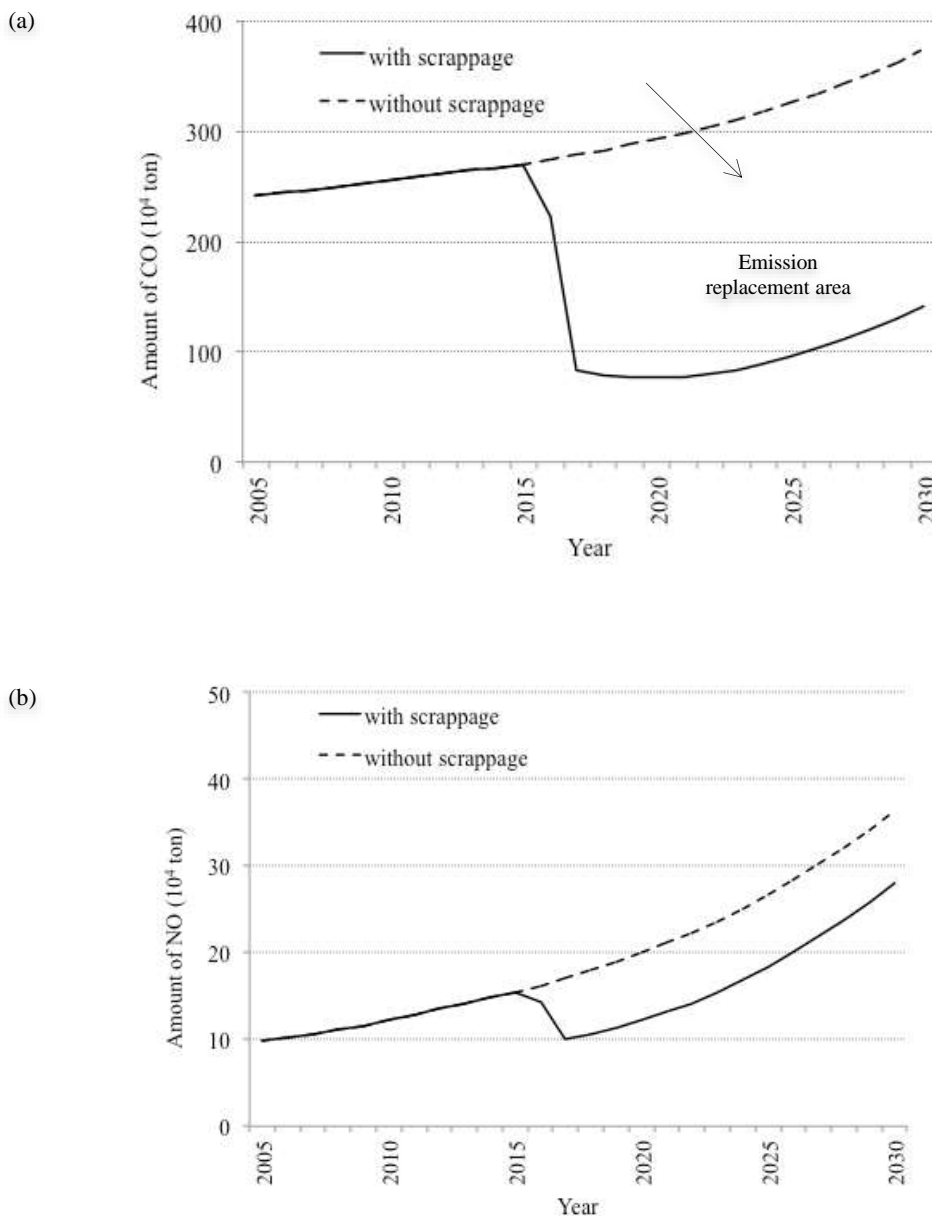 (a)
400
300
200
100
0
with scrappage
without scrappage
Emission
replacement area
Amount of CO (10⁴ ton)
2005
2010
2015
2020
2025
2030
Year
(b)
50
40
30
20
10
0
with scrappage
without scrappage
Amount of NO (10⁴ ton)
2005
2010
2015
2020
2025
2030
Year